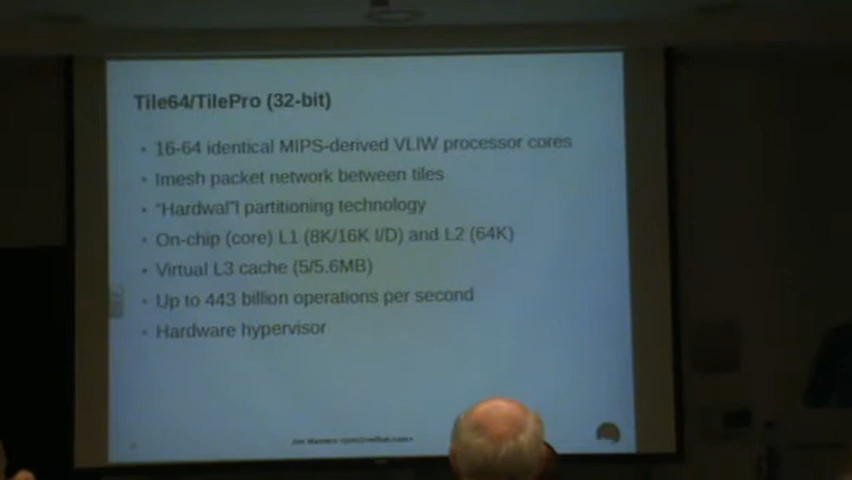 Tile64/TilePro (32-bit)
• 16-64 identical MIPS-derived VLIW processor cores
• Imesh packet network between tiles
• "Hardwal"l partitioning technology
• On-chip (core) L1 (8K/16K I/D) and L2 (64K)
• Virtual L3 cache (5/5.6MB)
• Up to 443 billion operations per second
• Hardware hypervisor